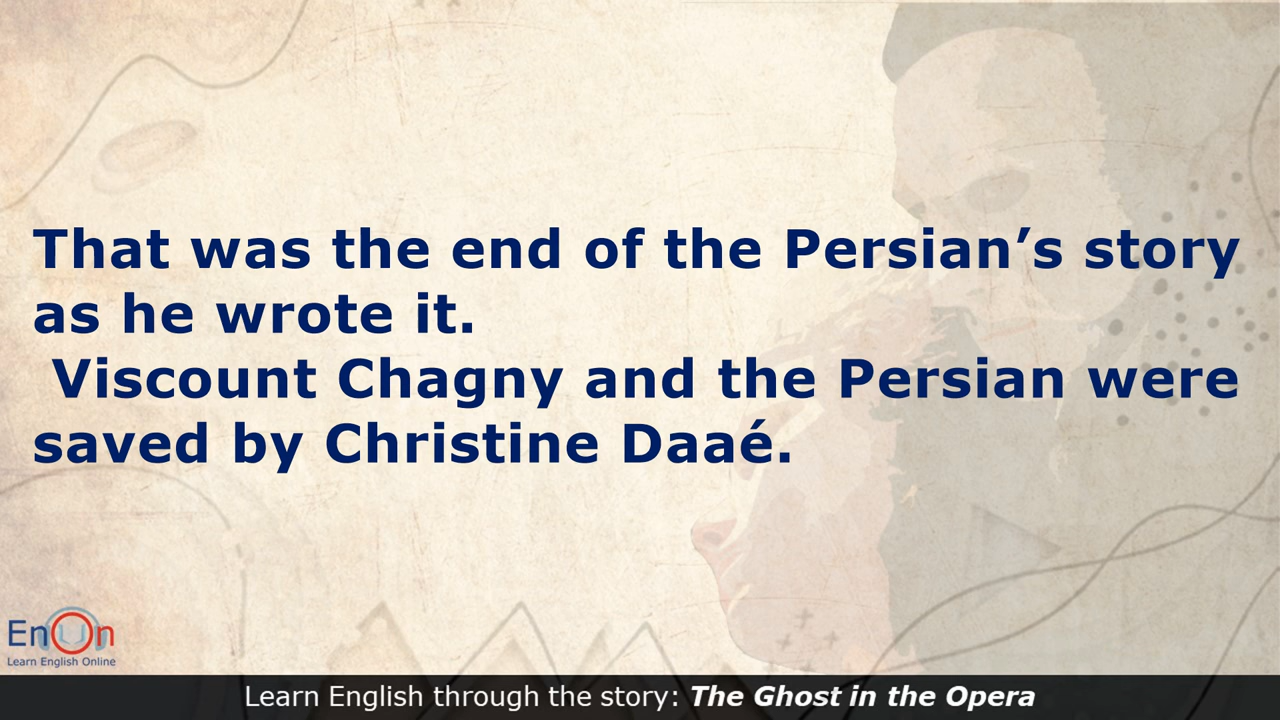 That was the end of the Persian’s story
as he wrote it.
Viscount Chagny and the Persian were
saved by Christine Daaé.
EnOn
Learn English Online
Learn English through the story: The Ghost in the Opera